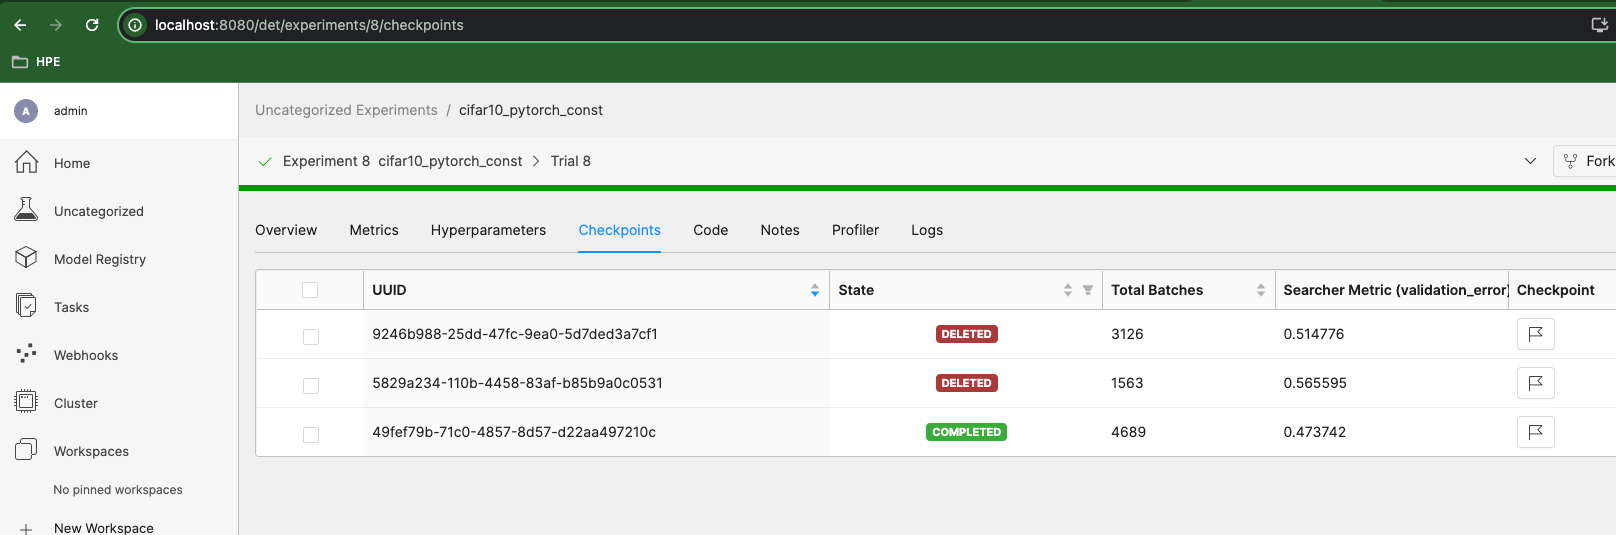 localhost:8080/det/experiments/8/checkpoints
HPE
A admin
Uncategorized Experiments / cifar10_pytorch_const
Home
Experiment 8 cifar10_pytorch_const > Trial 8
Fork
Uncategorized
Model Registry
Tasks
Webhooks
Cluster
Workspaces
No pinned workspaces
+ New Workspace
Overview Metrics Hyperparameters Checkpoints Code Notes Profiler Logs
UUID State Total Batches Searcher Metric (validation_error) Checkpoint
9246b988-25dd-47fc-9ea0-5d7ded3a7cf1 DELETED 3126 0.514776
5829a234-110b-4458-83af-b85b9a0c0531 DELETED 1563 0.565595
49fef79b-71c0-4857-8d57-d22aa497210c COMPLETED 4689 0.473742